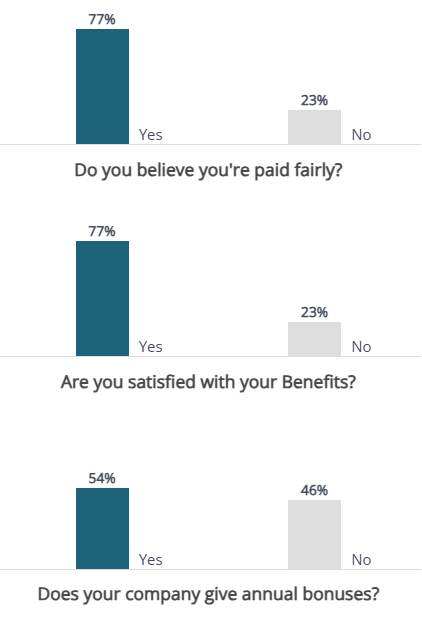 77%
23%
Yes
No
Do you believe you're paid fairly?
77%
23%
Yes
No
Are you satisfied with your Benefits?
54%
46%
Yes
No
Does your company give annual bonuses?